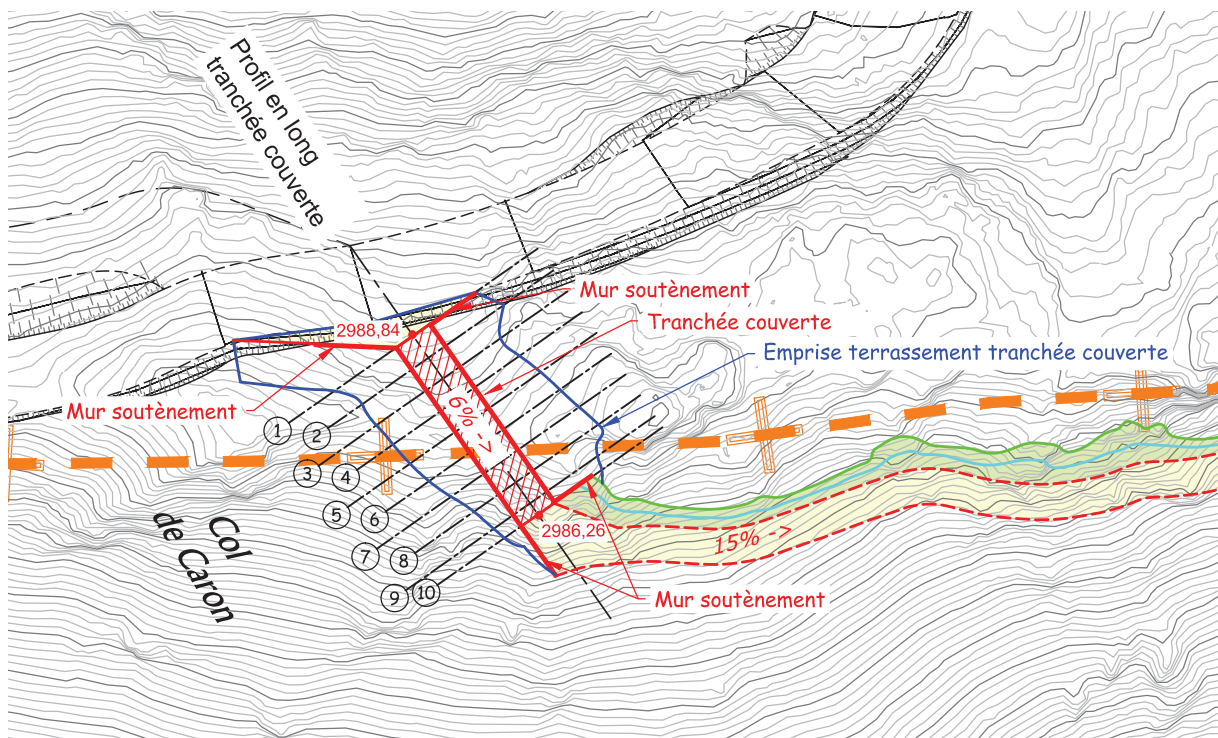 Profil en long
tranchée couverte
Mur soutènement
2988,84
Tranchée couverte
Emprise terrassement tranchée couverte
Mur soutènement
6% ->
1
2
3
4
5
6
7
8
9
10
Col
de Caron
2986,26
15% ->
Mur soutènement